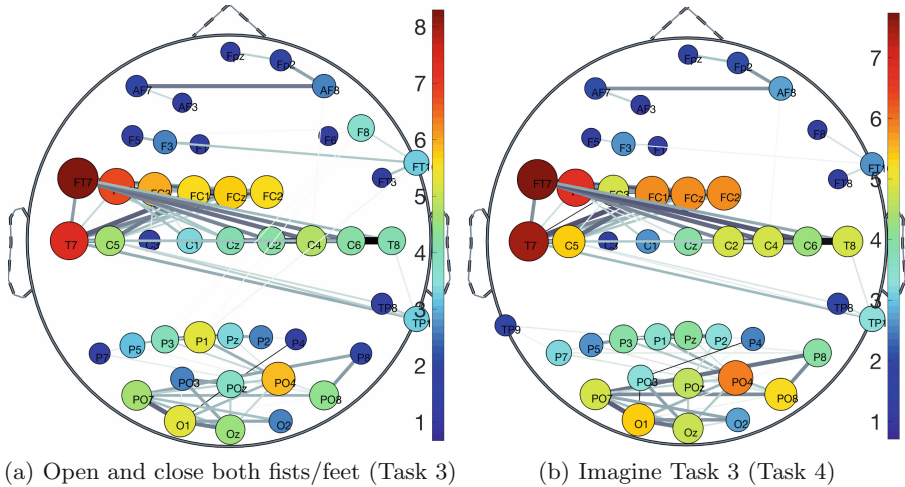 (a)
8
7
6
5
4
3
2
1
Fpz Fp2
AF7 AF8
AF3
F5 F3 F6 F8
FT1
FT7 FC3 FC1 FCz FC2 FT3
T7 C5 C3 C1 Cz C2 C4 C6 T8
TP8
TP1
P7 P5 P3 P1 Pz P2 P4 P8
PO7 PO3 POz PO4 PO8
O1 Oz O2
(a) Open and close both fists/feet (Task 3)
(b)
7
6
5
4
3
2
1
Fpz Fp2
AF7 AF8
AF3
F5 F3 F8
FT1
FT7 FC3 FC1 FCz FC2 FT8
T7 C5 C3 C1 Cz C2 C4 C6 T8
TP8
TP9 TP1
P7 P5 P3 P1 Pz P2 P4 P8
PO7 PO3 POz PO4 PO8
O1 Oz O2
(b) Imagine Task 3 (Task 4)